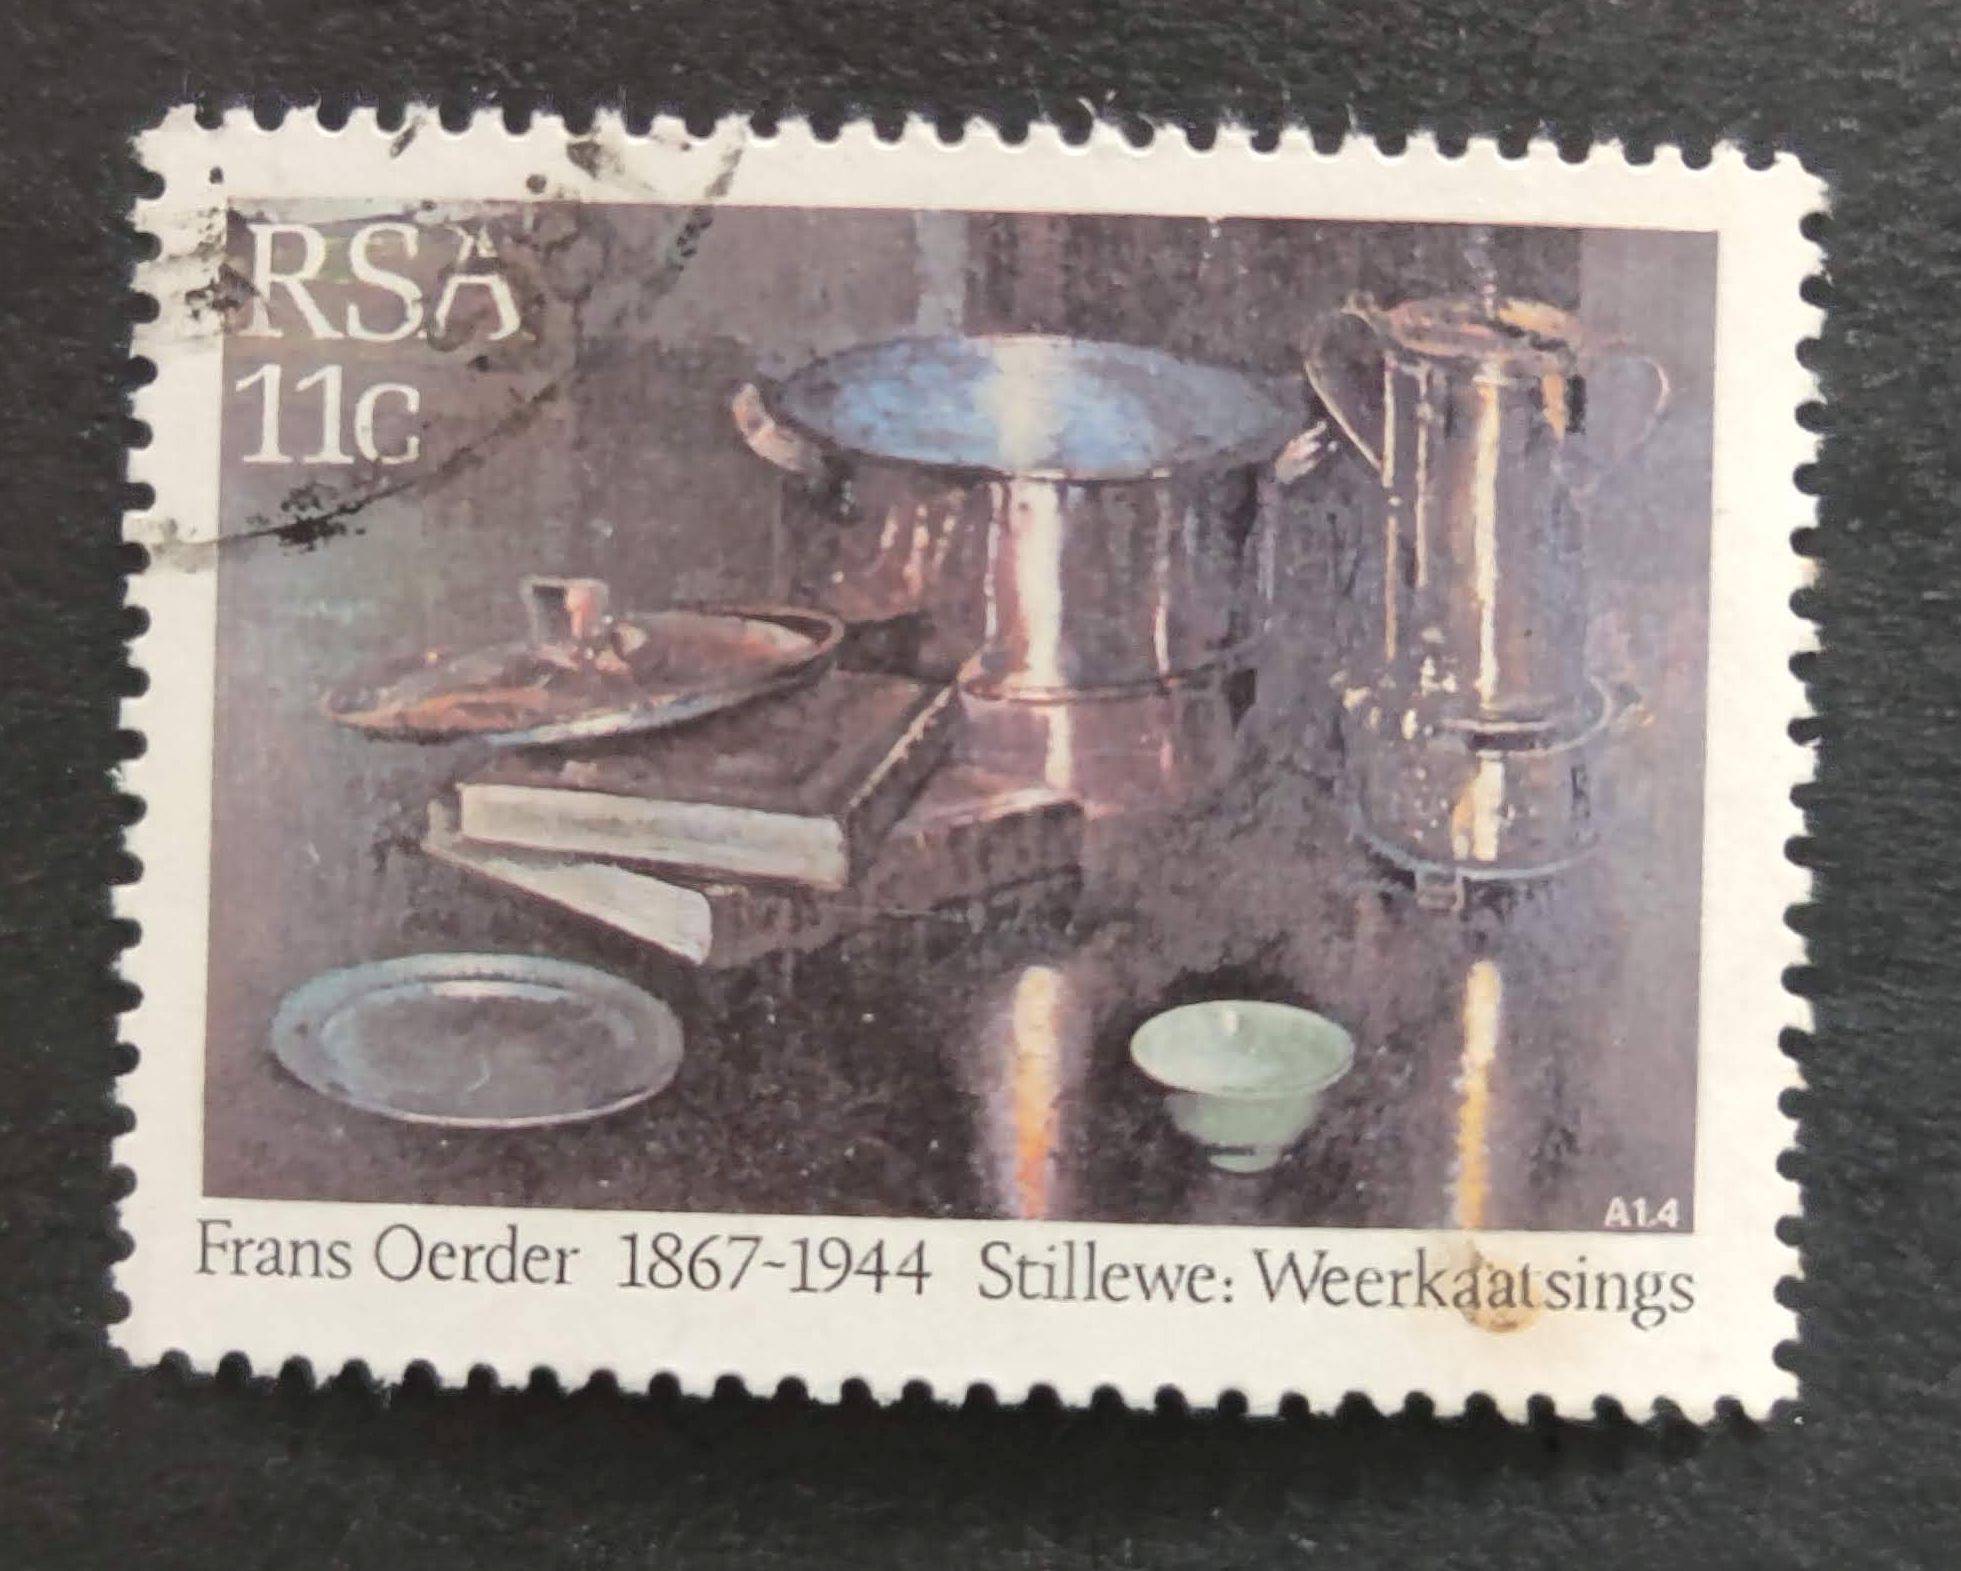 RSA
11c
A1.4
Frans Oerder 1867~1944 Stillewe: Weerkaatsings